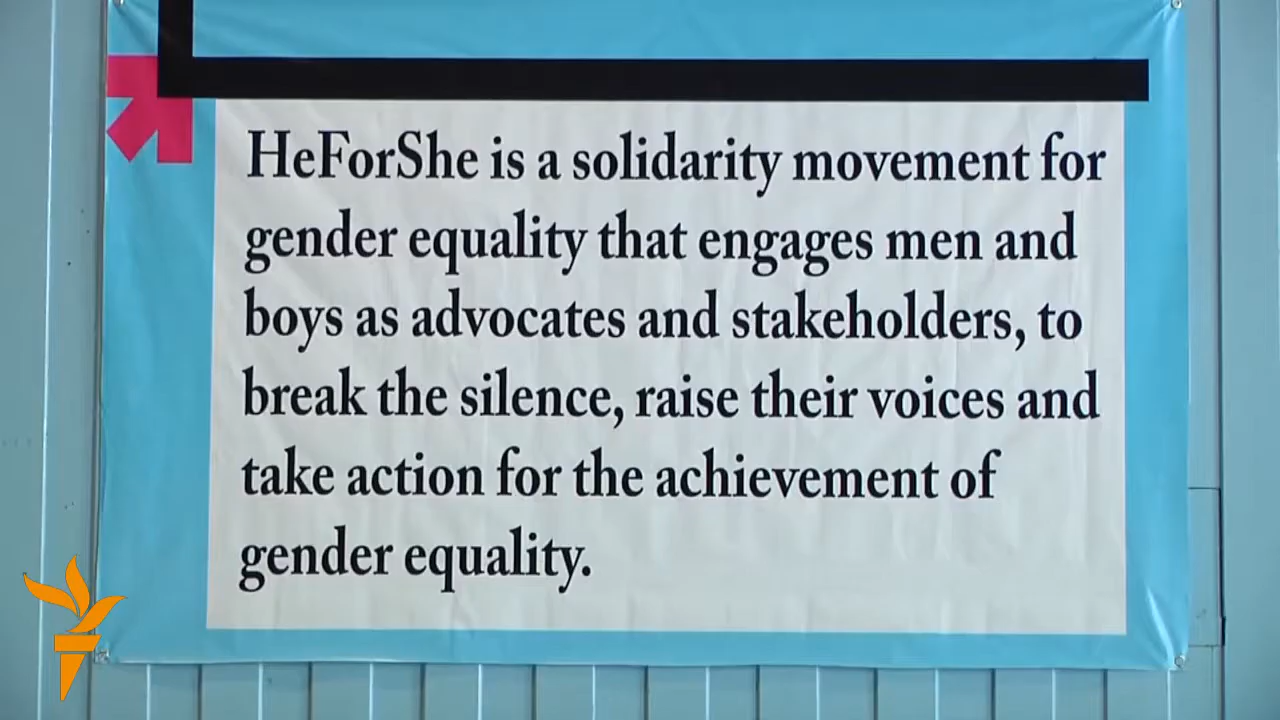 HeForShe is a solidarity movement for
gender equality that engages men and
boys as advocates and stakeholders, to
break the silence, raise their voices and
take action for the achievement of
gender equality.